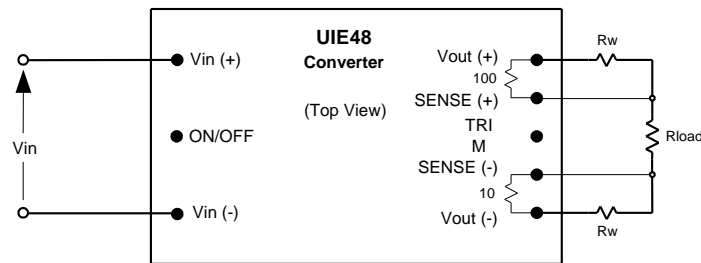 UIE48
Converter
(Top View)
Vin (+)
ON/OFF
Vin (-)
Vin
Vout (+)
100
SENSE (+)
TRI
M
SENSE (-)
10
Vout (-)
Rw
Rload
Rw